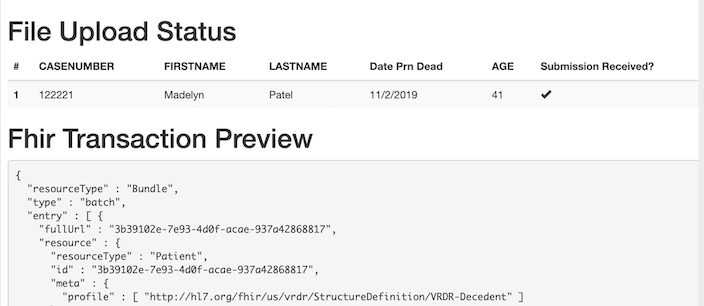 File Upload Status
# CASENUMBER FIRSTNAME LASTNAME Date Prn Dead AGE Submission Received?
1 122221 Madelyn Patel 11/2/2019 41 ✔
Fhir Transaction Preview
{
"resourceType" : "Bundle",
"type" : "batch",
"entry" : [ {
"fullUrl" : "3b39102e-7e93-4d0f-acae-937a42868817",
"resource" : {
"resourceType" : "Patient",
"id" : "3b39102e-7e93-4d0f-acae-937a42868817",
"meta" : {
"profile" : [ "http://hl7.org/fhir/us/vrdr/StructureDefinition/VRDR-Decedent" ]